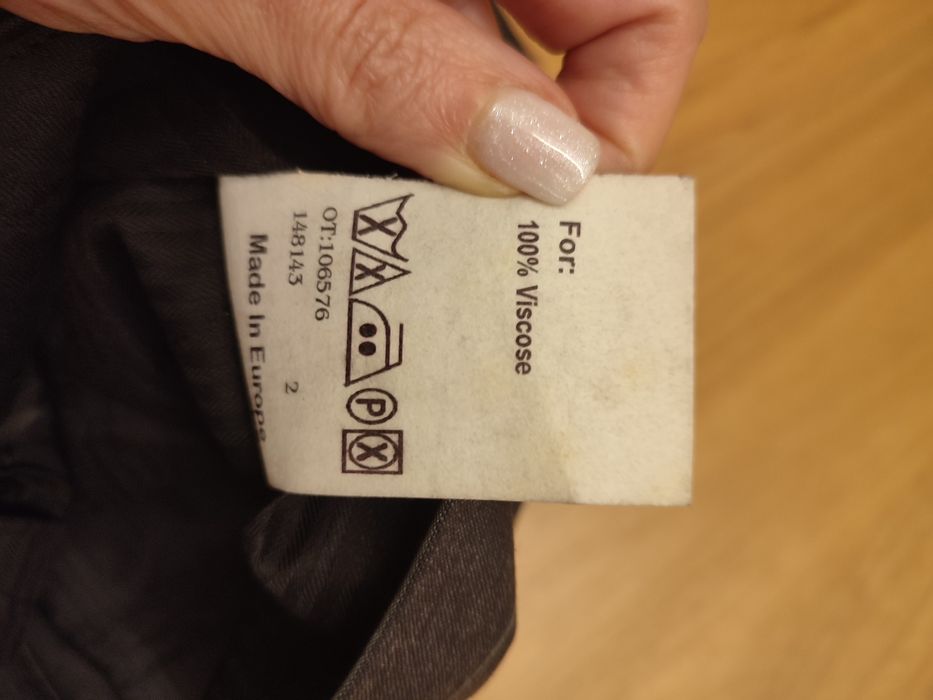 For:
100% Viscose
P
OT:106576
148143 2
Made In Europe